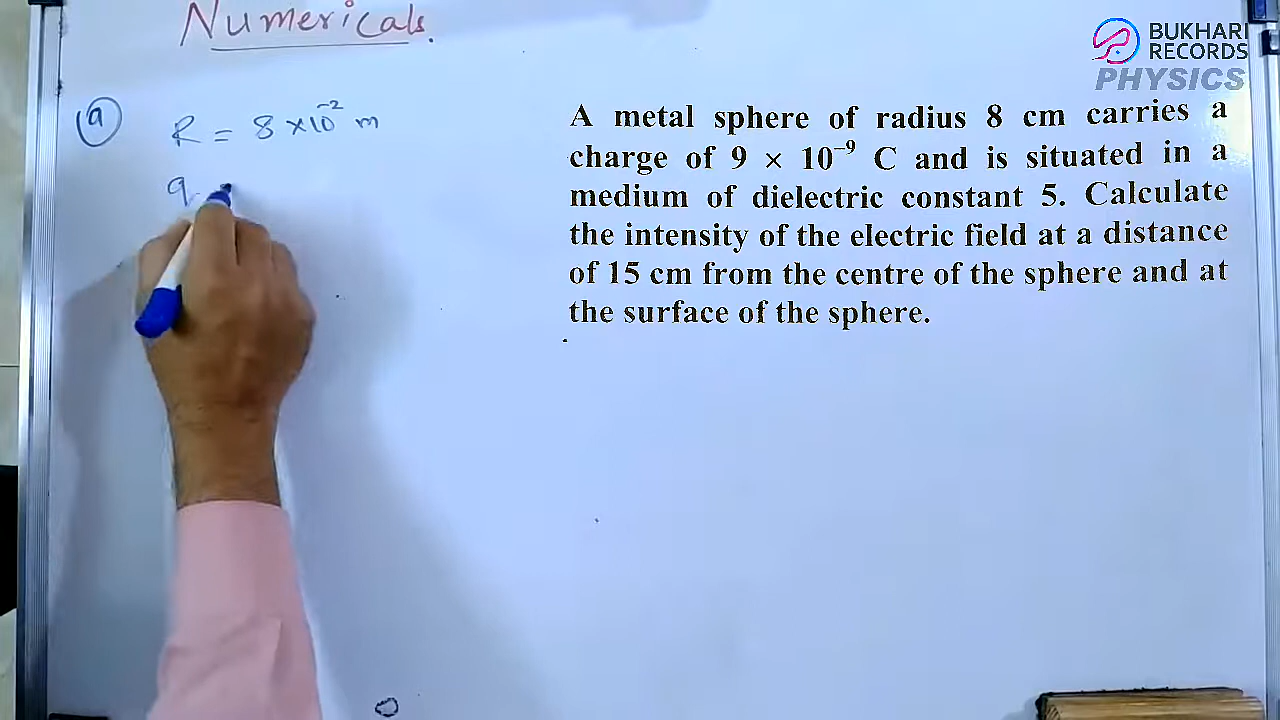 Numericals.
BUKHARI
RECORDS
PHYSICS
(a) R = 8 × 10⁻² m
q
A metal sphere of radius 8 cm carries a
charge of 9 × 10⁻⁹ C and is situated in a
medium of dielectric constant 5. Calculate
the intensity of the electric field at a distance
of 15 cm from the centre of the sphere and at
the surface of the sphere.